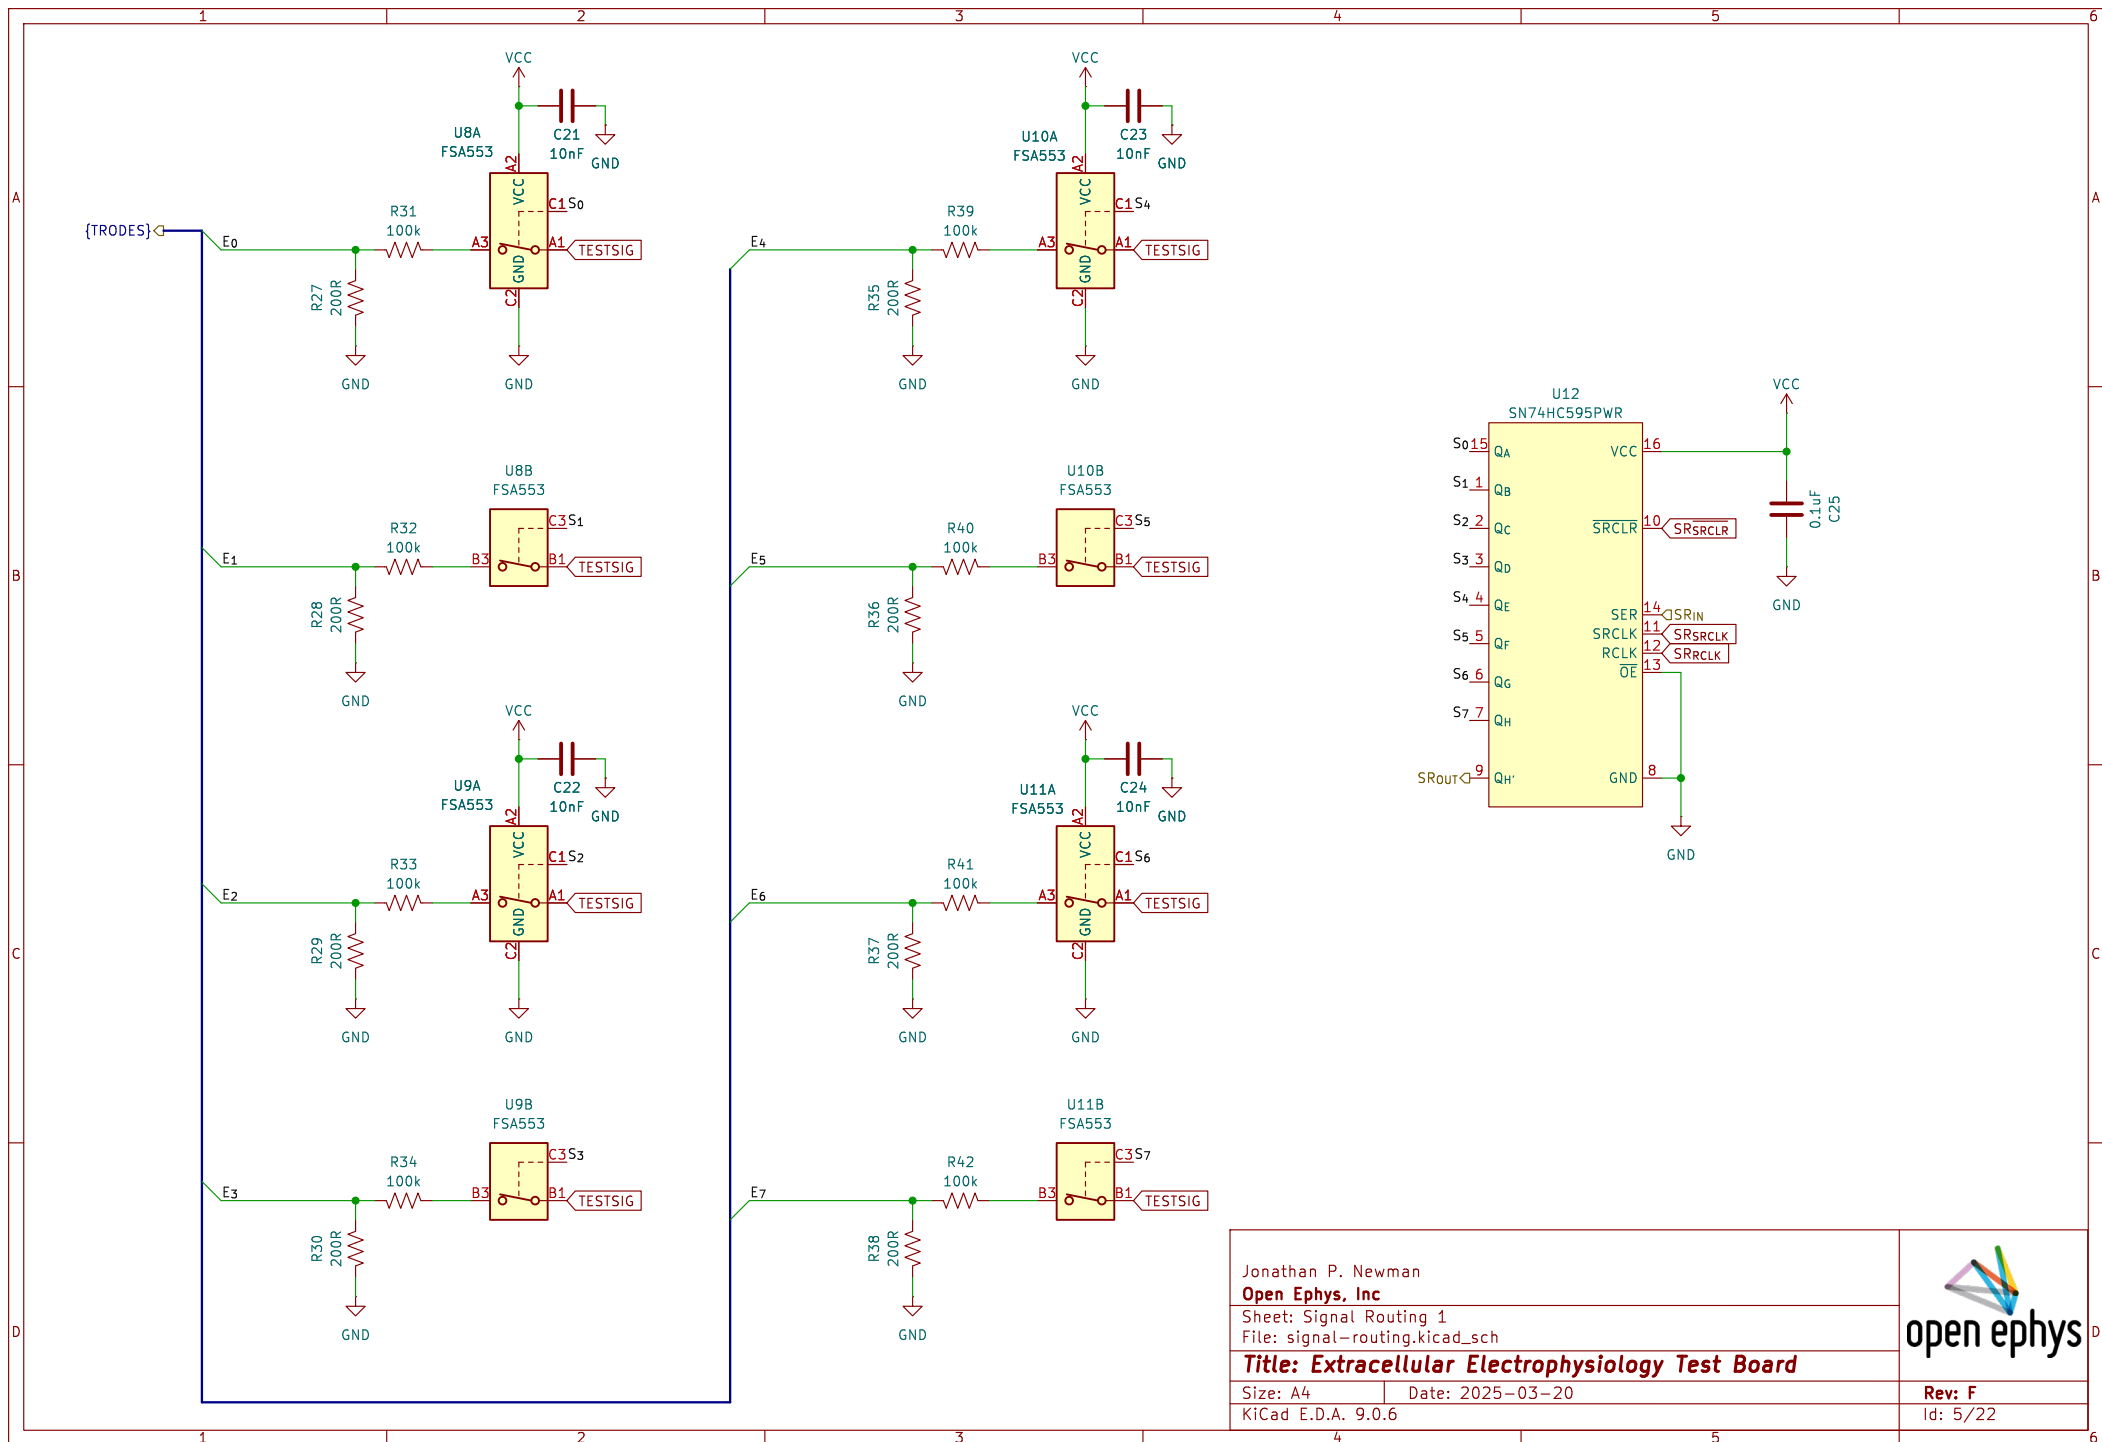 1 2 3 4 5 6
A
B
C
D
A
B
C
D
1 2 3 4 5 6
{TRODES}
VCC
U8A
FSA553
C21
10nF
GND
A2
VCC
C1 S0
E0
R31
100k
A3
A1
TESTSIG
GND
C2
R27
200R
GND
GND
U8B
FSA553
C3 S1
E1
R32
100k
B3
B1
TESTSIG
R28
200R
GND
VCC
U9A
FSA553
C22
10nF
GND
A2
VCC
C1 S2
E2
R33
100k
A3
A1
TESTSIG
GND
C2
R29
200R
GND
GND
U9B
FSA553
C3 S3
E3
R34
100k
B3
B1
TESTSIG
R30
200R
GND
VCC
U10A
FSA553
C23
10nF
GND
A2
VCC
C1 S4
E4
R39
100k
A3
A1
TESTSIG
GND
C2
R35
200R
GND
GND
U10B
FSA553
C3 S5
E5
R40
100k
B3
B1
TESTSIG
R36
200R
GND
VCC
U11A
FSA553
C24
10nF
GND
A2
VCC
C1 S6
E6
R41
100k
A3
A1
TESTSIG
GND
C2
R37
200R
GND
GND
U11B
FSA553
C3 S7
E7
R42
100k
B3
B1
TESTSIG
R38
200R
GND
U12
SN74HC595PWR
S0 15 QA
S1 1 QB
S2 2 QC
S3 3 QD
S4 4 QE
S5 5 QF
S6 6 QG
S7 7 QH
SROUT 9 QH'
VCC 16
SRCLR 10 SRSRCLR
SER 14 SRIN
SRCLK 11 SRSRCLK
RCLK 12 SRRCLK
OE 13
GND 8
GND
VCC
0.1uF
C25
GND
Jonathan P. Newman
Open Ephys, Inc
Sheet: Signal Routing 1
File: signal-routing.kicad_sch
Title: Extracellular Electrophysiology Test Board
Size: A4 Date: 2025-03-20
Rev: F
KiCad E.D.A. 9.0.6
Id: 5/22
open ephys